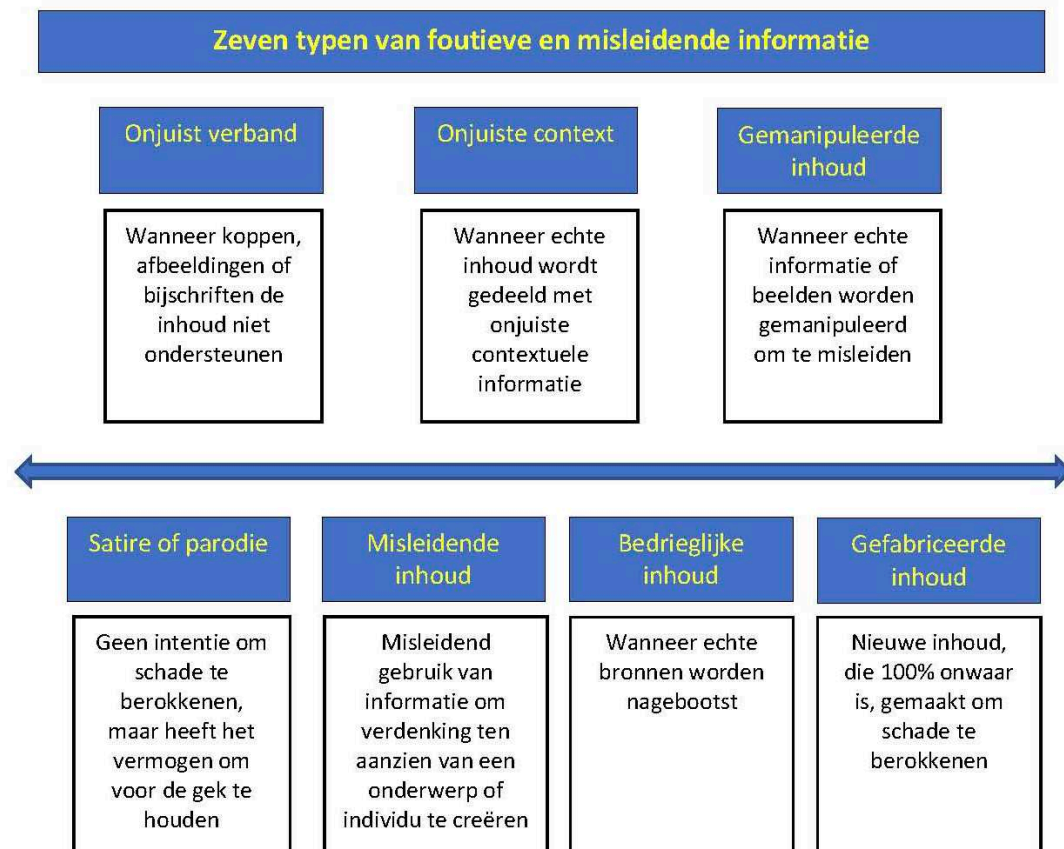 Zeven typen van foutieve en misleidende informatie
Onjuist verband
Wanneer koppen,
afbeeldingen of
bijschriften de
inhoud niet
ondersteunen
Onjuiste context
Wanneer echte
inhoud wordt
gedeeld met
onjuiste
contextuele
informatie
Gemanipuleerde
inhoud
Wanneer echte
informatie of
beelden worden
gemanipuleerd
om te misleiden
Satire of parodie
Geen intentie om
schade te
berokkenen,
maar heeft het
vermogen om
voor de gek te
houden
Misleidende
inhoud
Misleidend
gebruik van
informatie om
verdenking ten
aanzien van een
onderwerp of
individu te creëren
Bedrieglijke
inhoud
Wanneer echte
bronnen worden
nagebootst
Gefabriceerde
inhoud
Nieuwe inhoud,
die 100% onwaar
is, gemaakt om
schade te
berokkenen